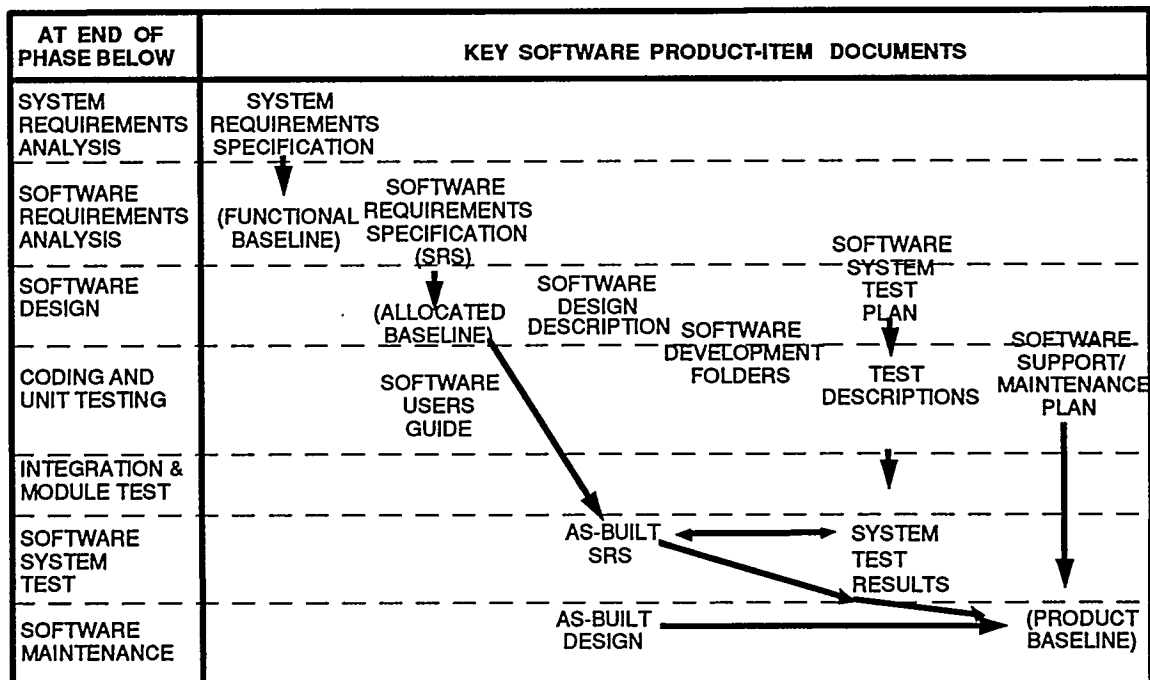 AT END OF
PHASE BELOW
KEY SOFTWARE PRODUCT-ITEM DOCUMENTS
SYSTEM
REQUIREMENTS
ANALYSIS
SYSTEM
REQUIREMENTS
SPECIFICATION
SOFTWARE
REQUIREMENTS
ANALYSIS
(FUNCTIONAL
BASELINE)
SOFTWARE
REQUIREMENTS
SPECIFICATION
(SRS)
SOFTWARE
SYSTEM
TEST
PLAN
SOFTWARE
DESIGN
(ALLOCATED
BASELINE)
SOFTWARE
DESIGN
DESCRIPTION
SOFTWARE
DEVELOPMENT
FOLDERS
SOFTWARE
SUPPORT/
MAINTENANCE
PLAN
CODING AND
UNIT TESTING
SOFTWARE
USERS
GUIDE
TEST
DESCRIPTIONS
INTEGRATION &
MODULE TEST
SOFTWARE
SYSTEM
TEST
AS-BUILT
SRS
SYSTEM
TEST
RESULTS
SOFTWARE
MAINTENANCE
AS-BUILT
DESIGN
(PRODUCT
BASELINE)